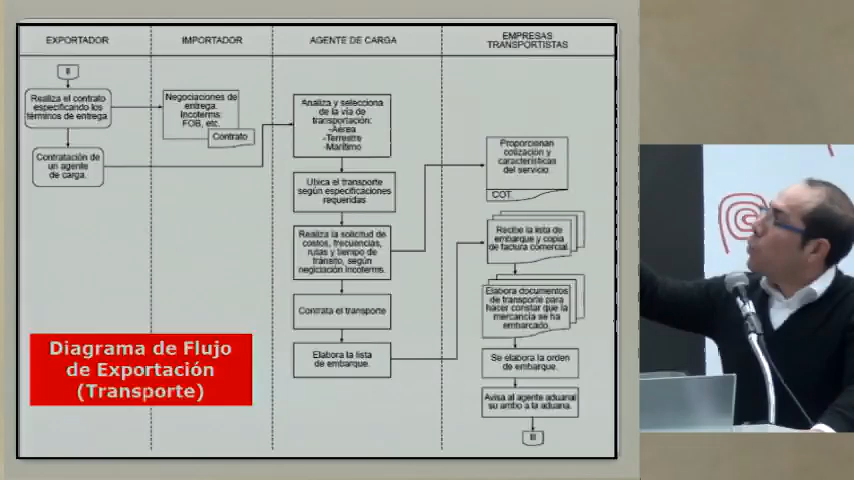 EXPORTADOR
IMPORTADOR
AGENTE DE CARGA
EMPRESAS
TRANSPORTISTAS
II
Realiza el contrato
especificando los
términos de entrega
Contratación de
un agente
de carga.
Negociaciones de
entrega.
Incoterms:
FOB, etc.
Contrato
Analiza y selecciona
de la vía de
transportación:
-Aérea
-Terrestre
-Marítimo
Ubica el transporte
según especificaciones
requeridas
Realiza la solicitud de
costos, frecuencias,
rutas y tiempo de
tránsito, según
negiciación Incoterms.
Contrata el transporte
Elabora la lista
de embarque.
Proporcionan
cotización y
características
del servicio.
COT.
Recibe la lista de
embarque y copia
de factura comercial.
Elabora documentos
de transporte para
hacer constar que la
mercancía se ha
embarcado.
Se elabora la orden
de embarque.
Avisa al agente aduanal
su arribo a la aduana.
III
Diagrama de Flujo
de Exportación
(Transporte)